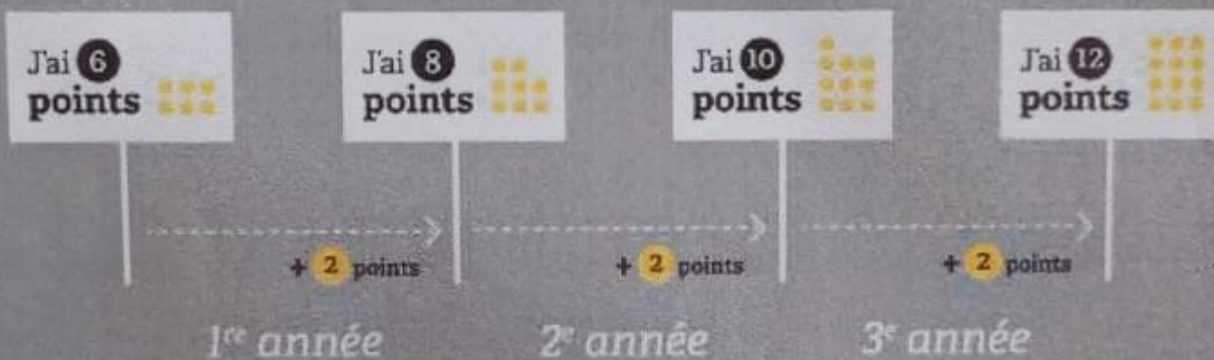 J'ai 6
points
J'ai 8
points
J'ai 10
points
J'ai 12
points
+ 2 points
+ 2 points
+ 2 points
1re année
2e année
3e année